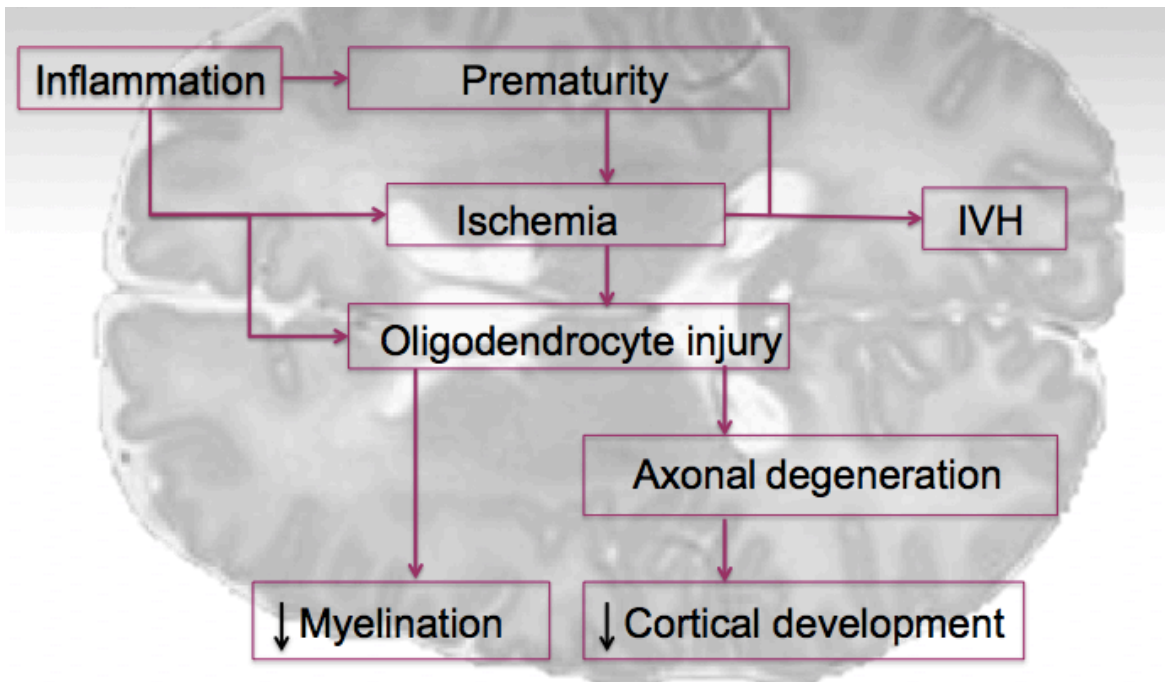 Inflammation
Prematurity
Ischemia
IVH
Oligodendrocyte injury
Axonal degeneration
↓ Myelination
↓ Cortical development